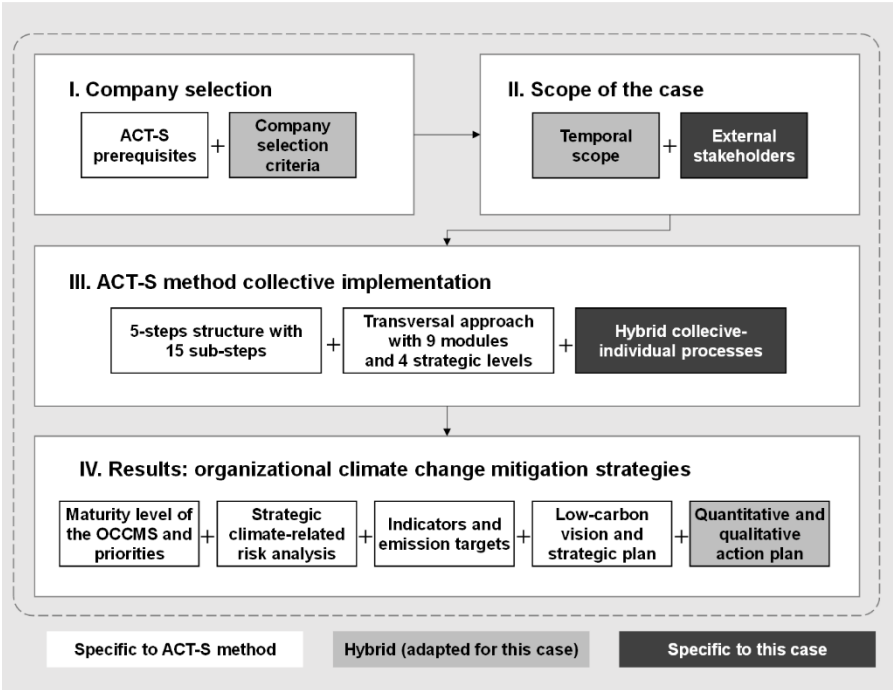 I. Company selection
ACT-S
prerequisites
+
Company
selection
criteria
II. Scope of the case
Temporal
scope
+
External
stakeholders
III. ACT-S method collective implementation
5-steps structure with
15 sub-steps
+
Transversal approach
with 9 modules
and 4 strategic levels
+
Hybrid collecive-
individual processes
IV. Results: organizational climate change mitigation strategies
Maturity level of
the OCCMS and
priorities
+
Strategic
climate-related
risk analysis
+
Indicators and
emission targets
+
Low-carbon
vision and
strategic plan
+
Quantitative and
qualitative
action plan
Specific to ACT-S method
Hybrid (adapted for this case)
Specific to this case